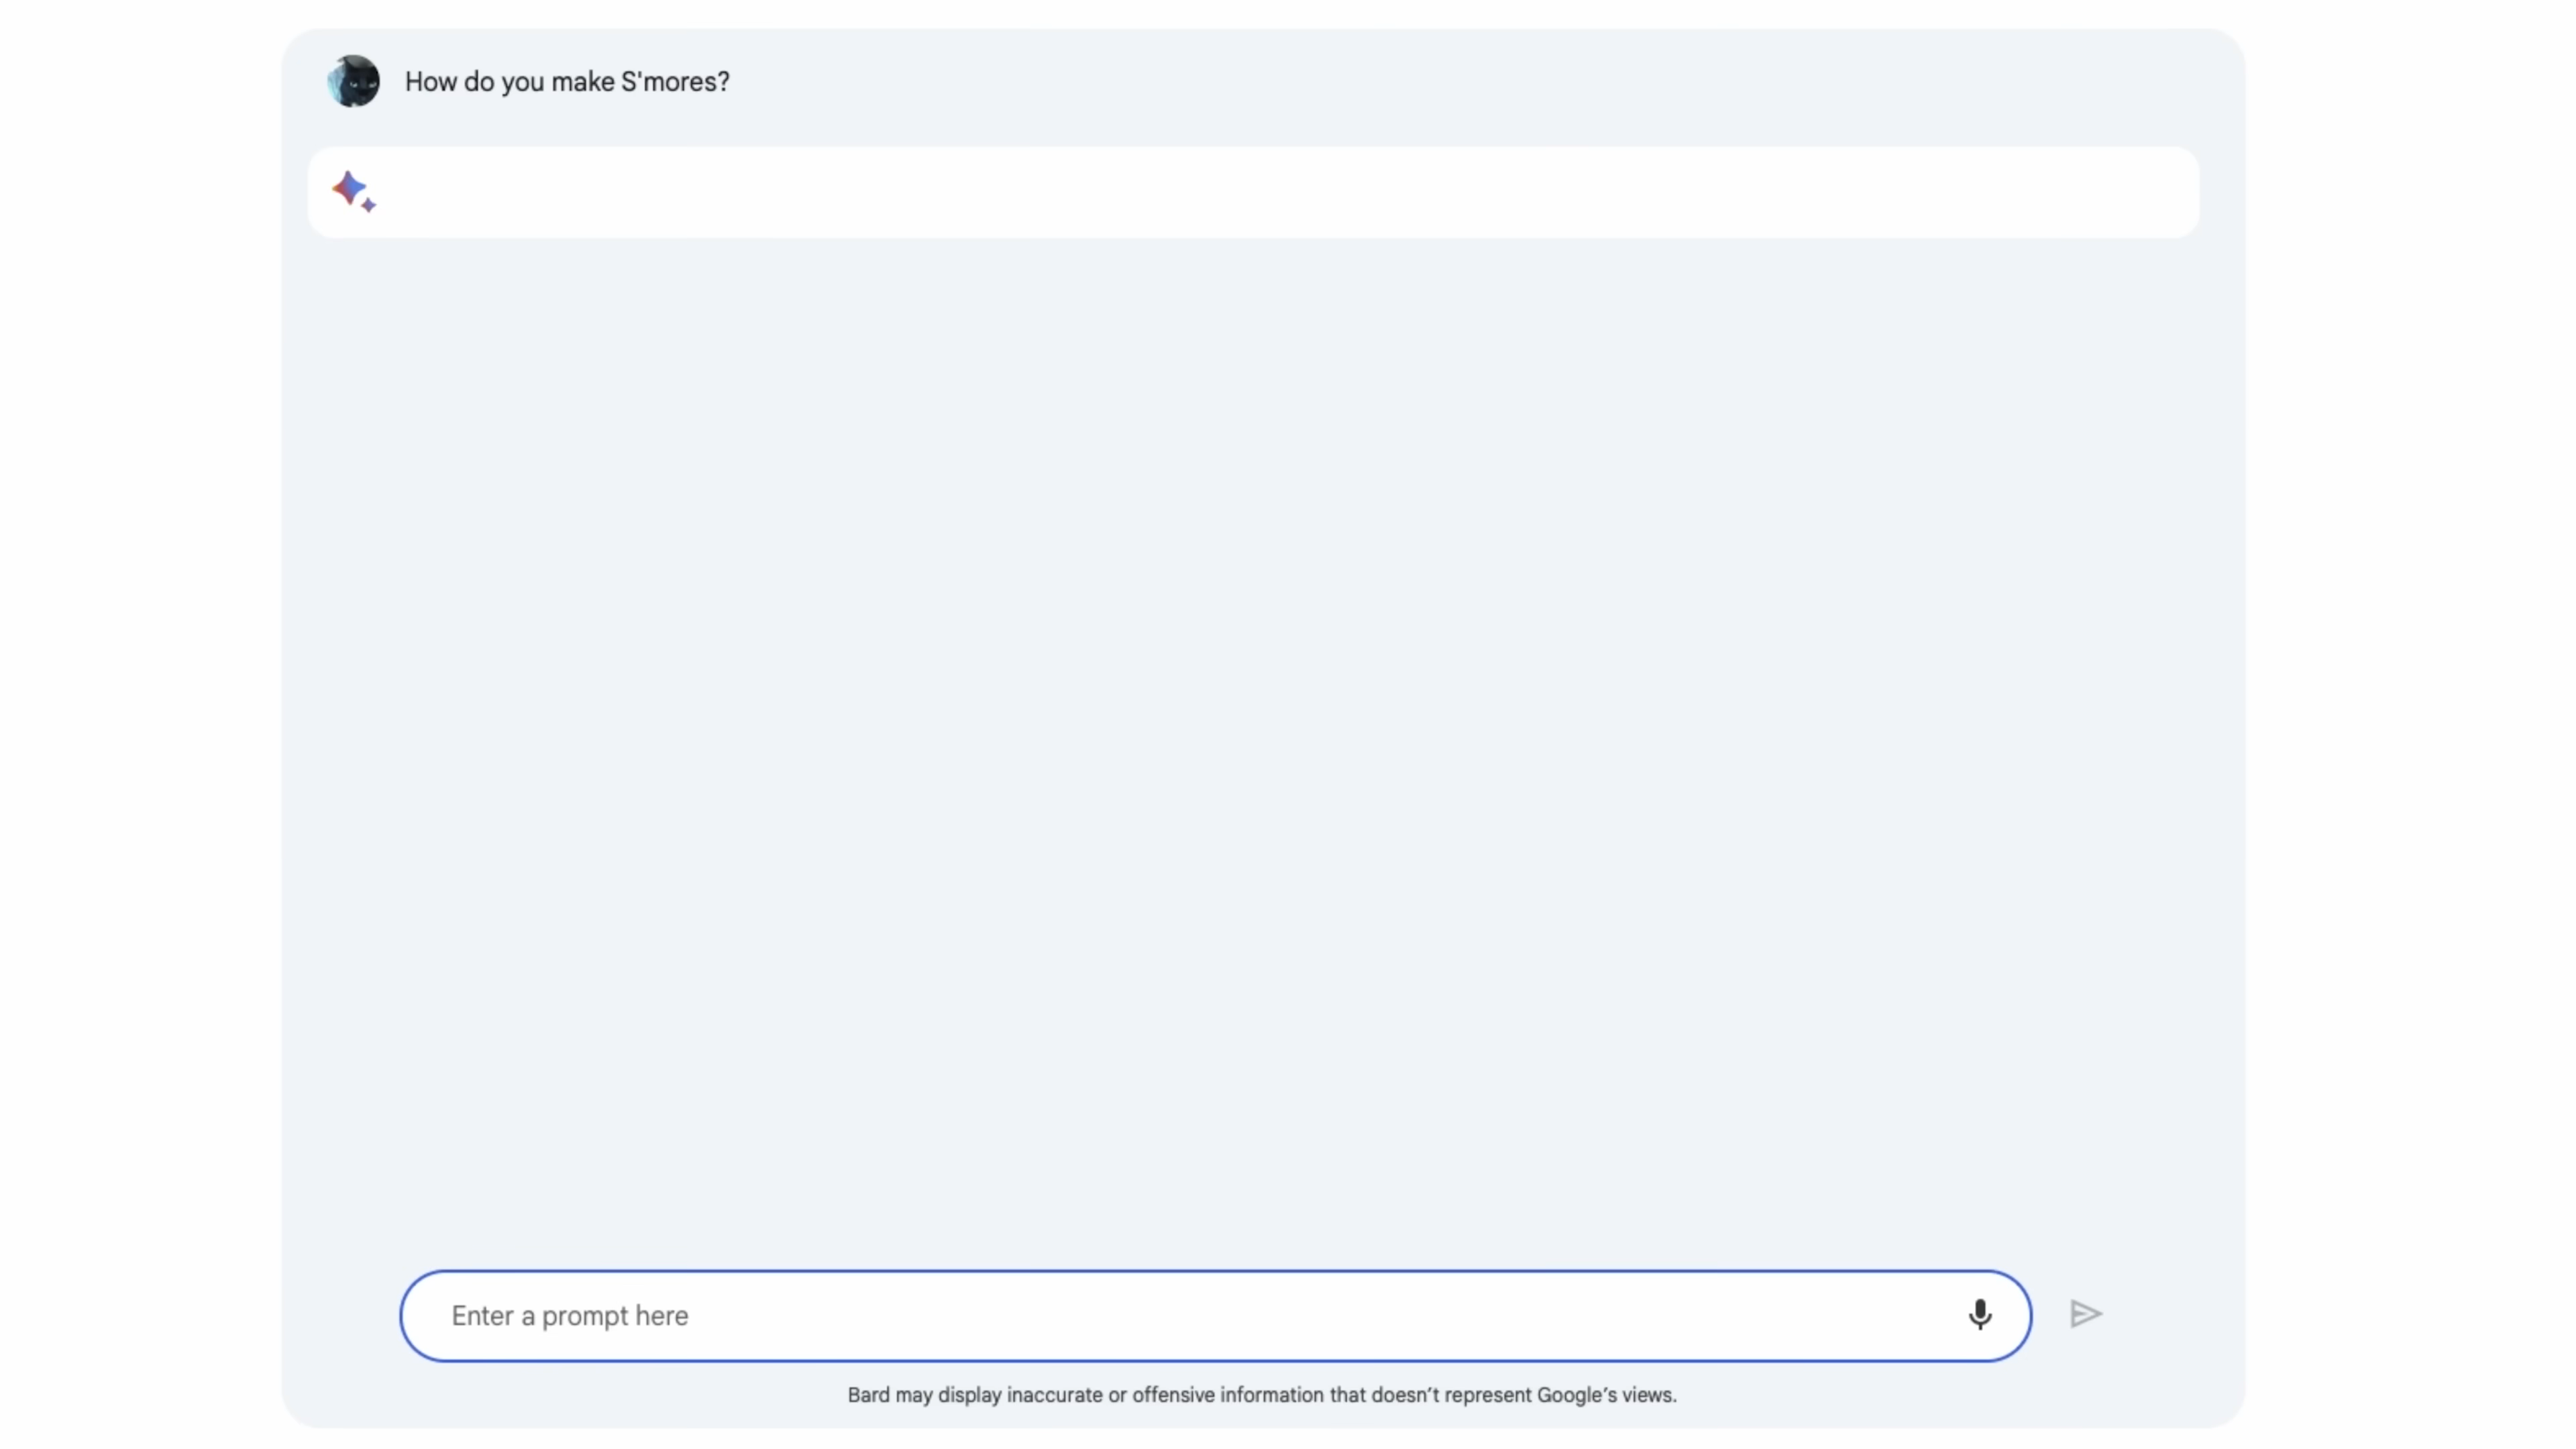 How do you make S'mores?
Enter a prompt here
Bard may display inaccurate or offensive information that doesn’t represent Google’s views.